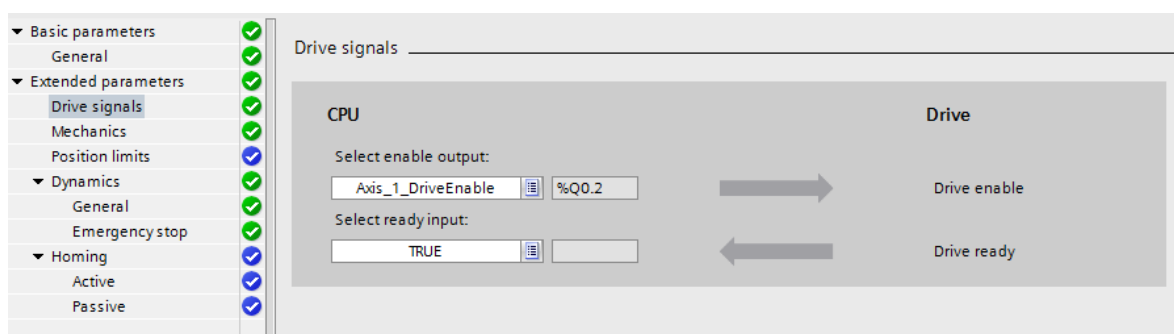 Basic parameters
General
Extended parameters
Drive signals
Mechanics
Position limits
Dynamics
General
Emergency stop
Homing
Active
Passive
Drive signals
CPU
Drive
Select enable output:
Axis_1_DriveEnable %Q0.2
Drive enable
Select ready input:
TRUE
Drive ready